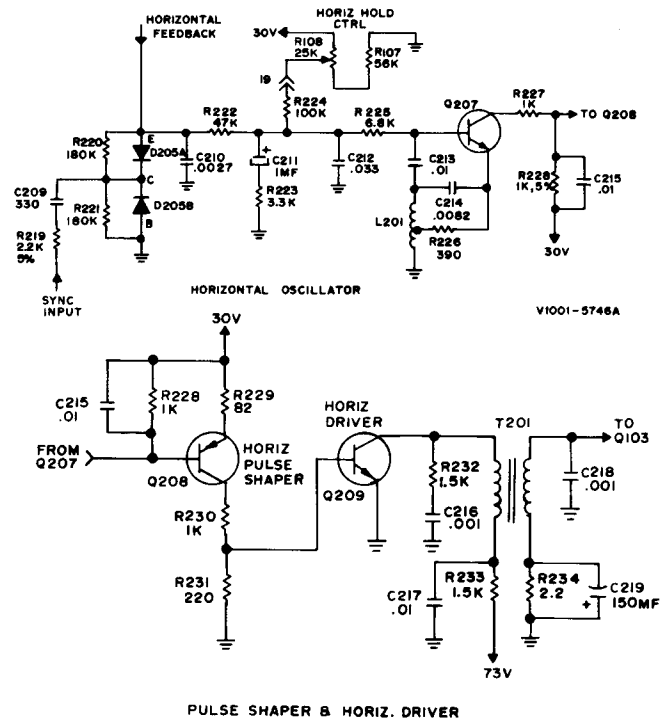 HORIZONTAL
FEEDBACK
HORIZ HOLD
CTRL
30V
R108
25K
R107
56K
19
R224
100K
R222
47K
R225
6.8K
Q207
R227
1K
TO Q208
R220
180K
E
D205A
C210
.0027
+
C211
1MF
C212
.033
C213
.01
C
R223
3.3K
C214
.0082
R228
1K,5%
C215
.01
C209
330
R221
180K
D205B
B
L201
R226
390
R219
2.2K
5%
30V
SYNC
INPUT
HORIZONTAL OSCILLATOR
V1001-5746A
30V
C215
.01
R228
1K
R229
82
HORIZ
DRIVER
T201
TO
Q103
FROM
Q207
HORIZ
PULSE
SHAPER
Q208
Q209
R232
1.5K
C218
.001
R230
1K
C216
.001
R231
220
C217
.01
R233
1.5K
R234
2.2
C219
150MF
+
73V
PULSE SHAPER & HORIZ. DRIVER